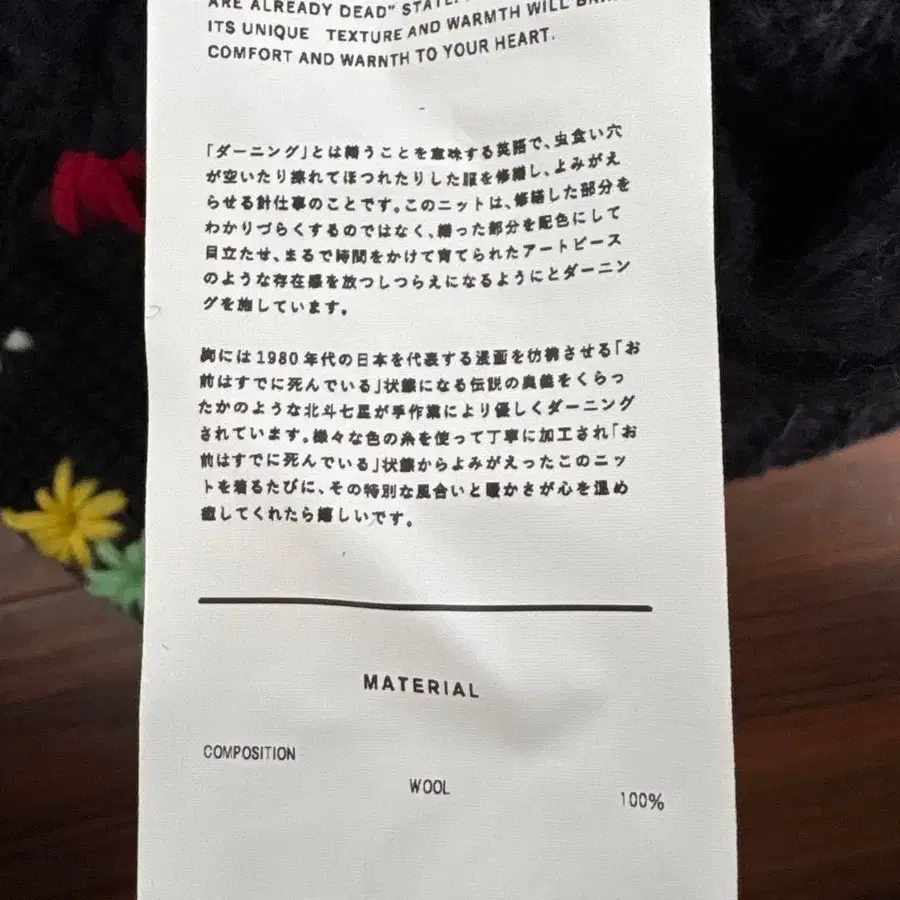 ARE ALREADY DEAD"
ITS UNIQUE TEXTURE AND WARMTH WILL
COMFORT AND WARNTH TO YOUR HEART.
「ダーニング」とは繕うことを意味する英語で、虫食い穴
が空いたり擦れてほつれたりした服を修繕し、よみがえ
らせる針仕事のことです。このニットは、修繕した部分を
わかりづらくするのではなく、繕った部分を配色にして
目立たせ、まるで時間をかけて育てられたアートピース
のような存在感を放つしつらえになるようにとダーニン
グを施しています。
胸には1980年代の日本を代表する漫画を彷彿させる「お
前はすでに死んでいる」状態になる伝説の奥義をくらっ
たかのような北斗七星が手作業により優しくダーニング
されています。様々な色の糸を使って丁寧に加工され「お
前はすでに死んでいる」状態からよみがえったこのニッ
トを着るたびに、その特別な風合いと暖かさが心を温め
癒してくれたら嬉しいです。
MATERIAL
COMPOSITION
WOOL
100%